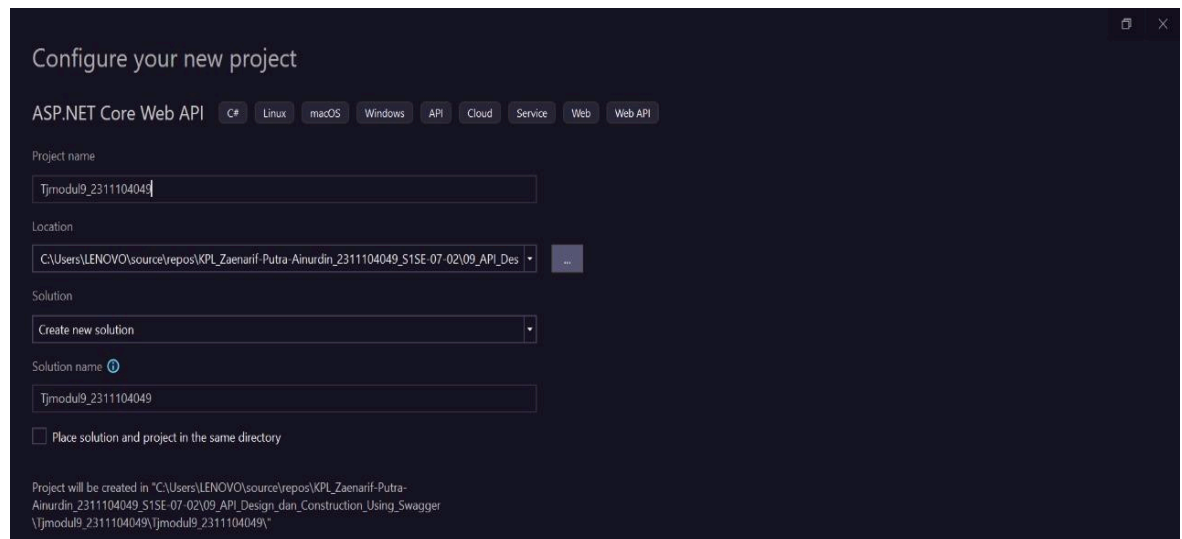 Configure your new project
ASP.NET Core Web API C# Linux macOS Windows API Cloud Service Web Web API
Project name
Tjmodul9_2311104049
Location
C:\Users\LENOVO\source\repos\KPL_Zaenarif-Putra-Ainurdin_2311104049_S1SE-07-02\09_API_Des
...
Solution
Create new solution
Solution name
Tjmodul9_2311104049
Place solution and project in the same directory
Project will be created in "C:\Users\LENOVO\source\repos\KPL_Zaenarif-Putra-
Ainurdin_2311104049_S1SE-07-02\09_API_Design_dan_Construction_Using_Swagger
\Tjmodul9_2311104049\Tjmodul9_2311104049\"